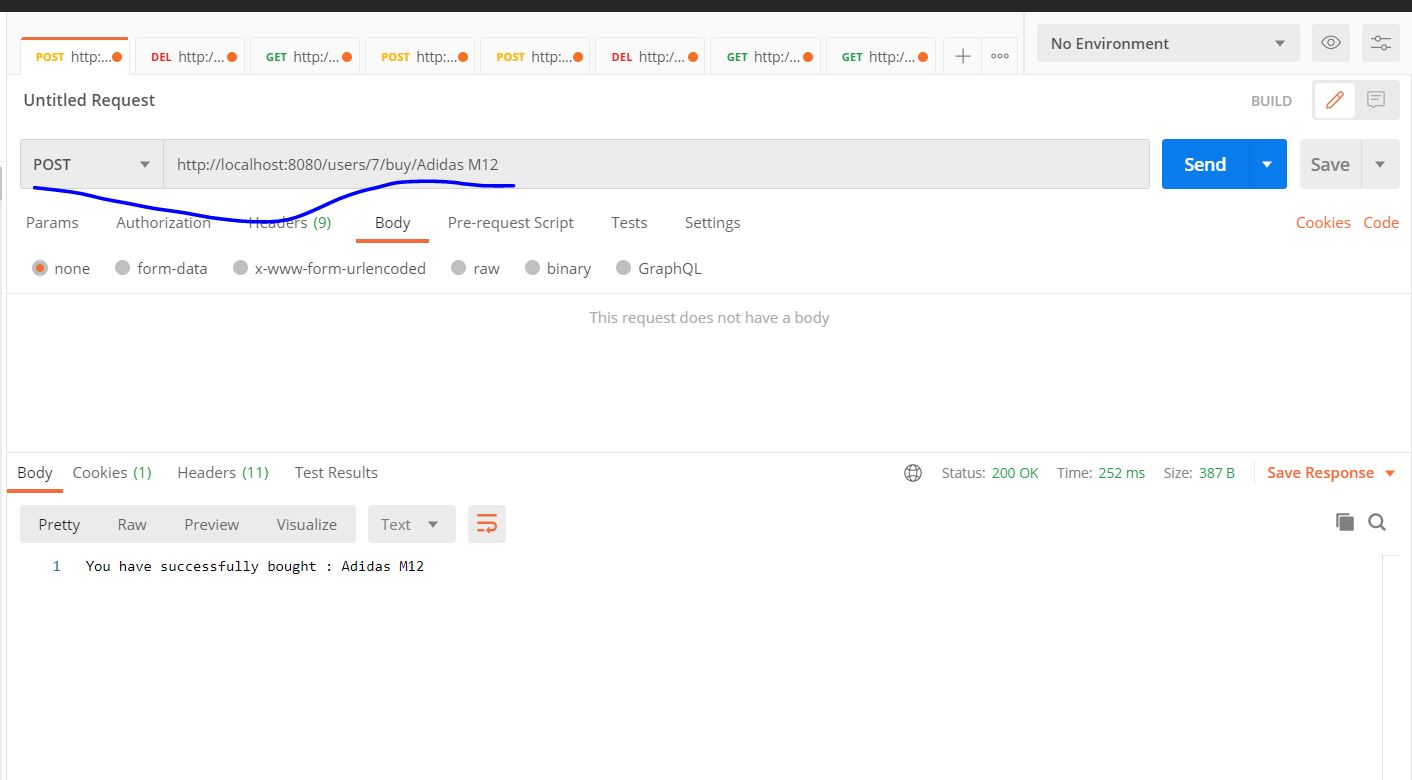 POST http:... DEL http:/... GET http:/... POST http:... POST http:... DEL http:/... GET http:/... GET http:/... No Environment
Untitled Request BUILD
POST http://localhost:8080/users/7/buy/Adidas M12 Send Save
Params Authorization Headers (9) Body Pre-request Script Tests Settings Cookies Code
none form-data x-www-form-urlencoded raw binary GraphQL
This request does not have a body
Body Cookies (1) Headers (11) Test Results Status: 200 OK Time: 252 ms Size: 387 B Save Response
Pretty Raw Preview Visualize Text
1 You have successfully bought : Adidas M12